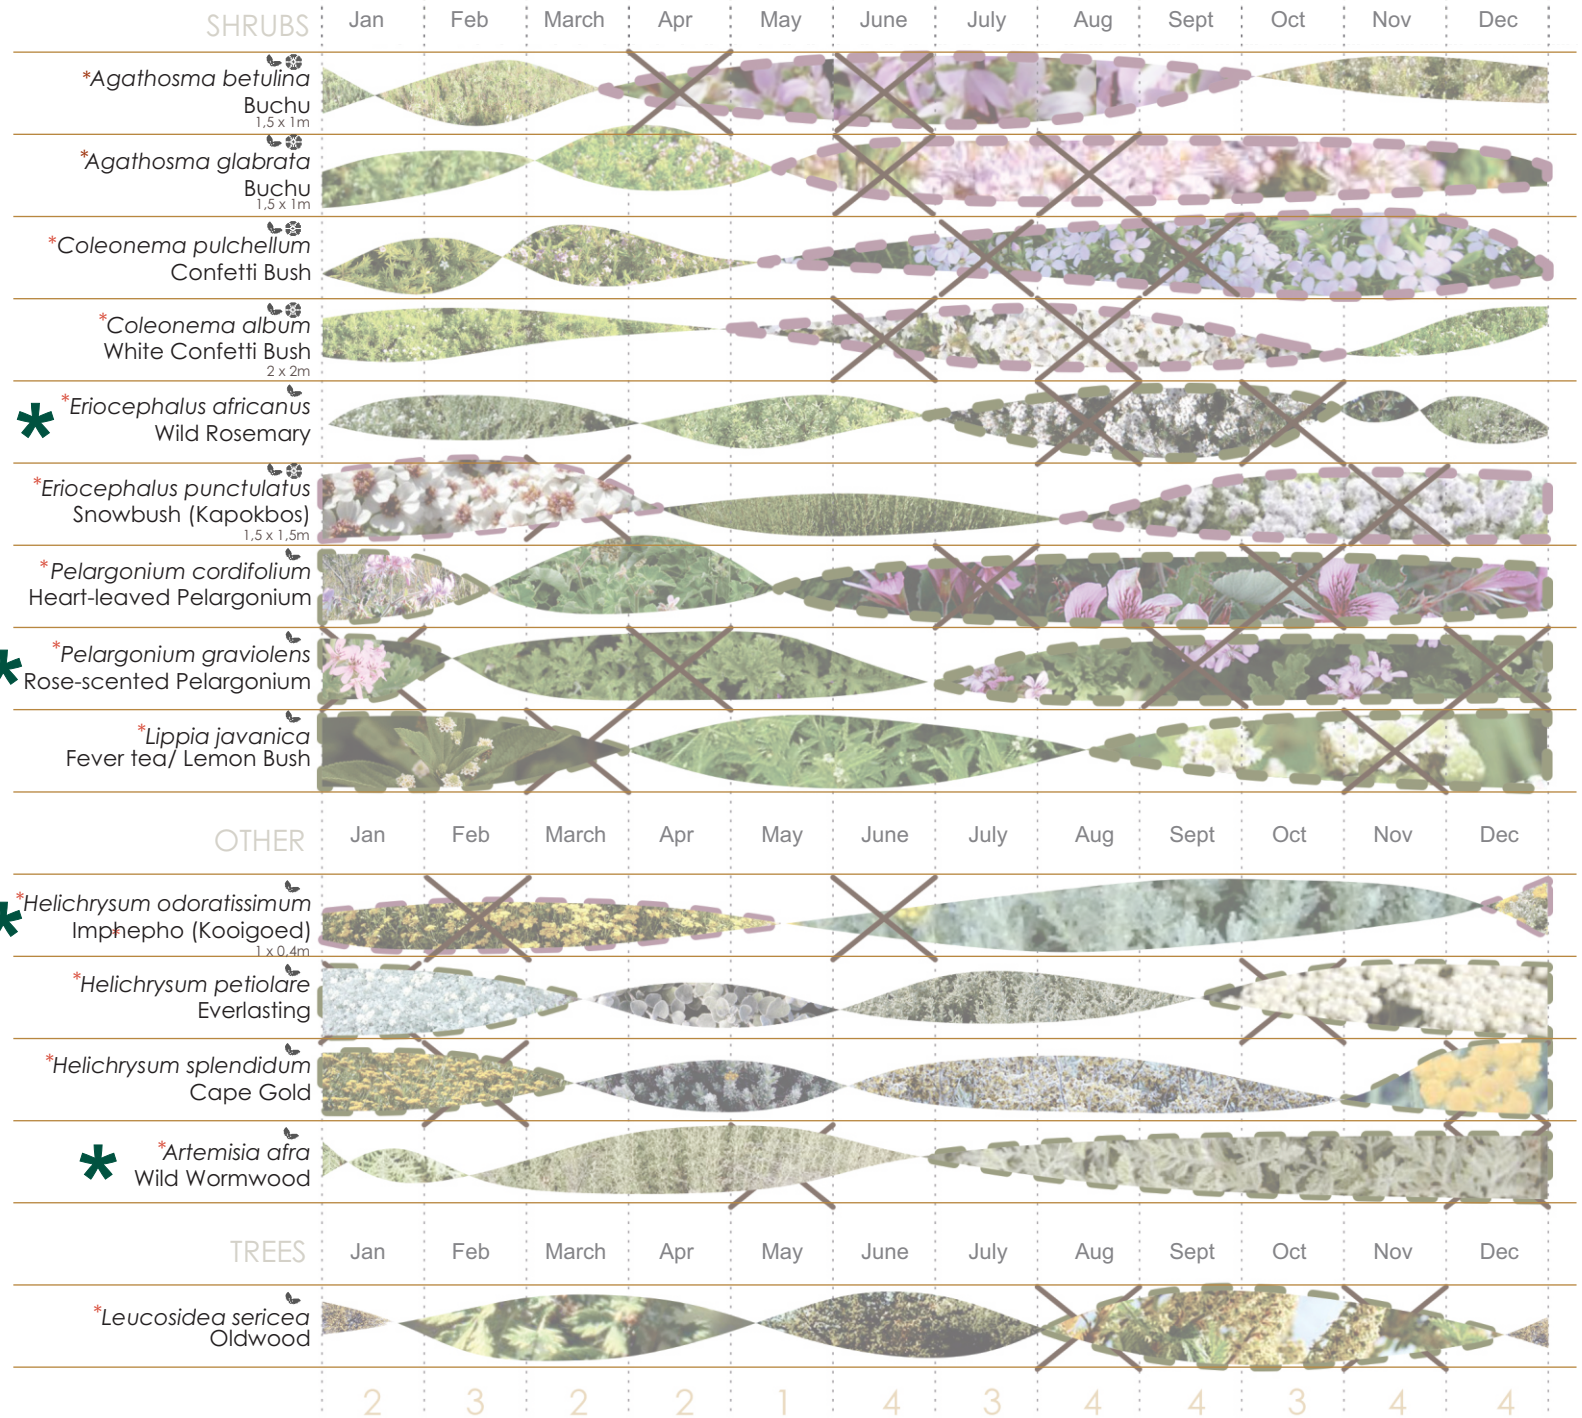 SHRUBS Jan Feb March Apr May June July Aug Sept Oct Nov Dec
*Agathosma betulina
Buchu
1,5 x 1m
*Agathosma glabrata
Buchu
1,5 x 1m
*Coleonema pulchellum
Confetti Bush
*Coleonema album
White Confetti Bush
2 x 2m
*Eriocephalus africanus
* Wild Rosemary
*Eriocephalus punctulatus
Snowbush (Kapokbos)
1,5 x 1,5m
*Pelargonium cordifolium
Heart-leaved Pelargonium
*Pelargonium graviolens
* Rose-scented Pelargonium
*Lippia javanica
Fever tea/ Lemon Bush
OTHER Jan Feb March Apr May June July Aug Sept Oct Nov Dec
*Helichrysum odoratissimum
* Imphepho (Kooigoed)
1 x 0,4m
*Helichrysum petiolare
Everlasting
*Helichrysum splendidum
Cape Gold
*Artemisia afra
* Wild Wormwood
TREES Jan Feb March Apr May June July Aug Sept Oct Nov Dec
*Leucosidea sericea
Oldwood
2 3 2 2 1 4 3 4 4 3 4 4